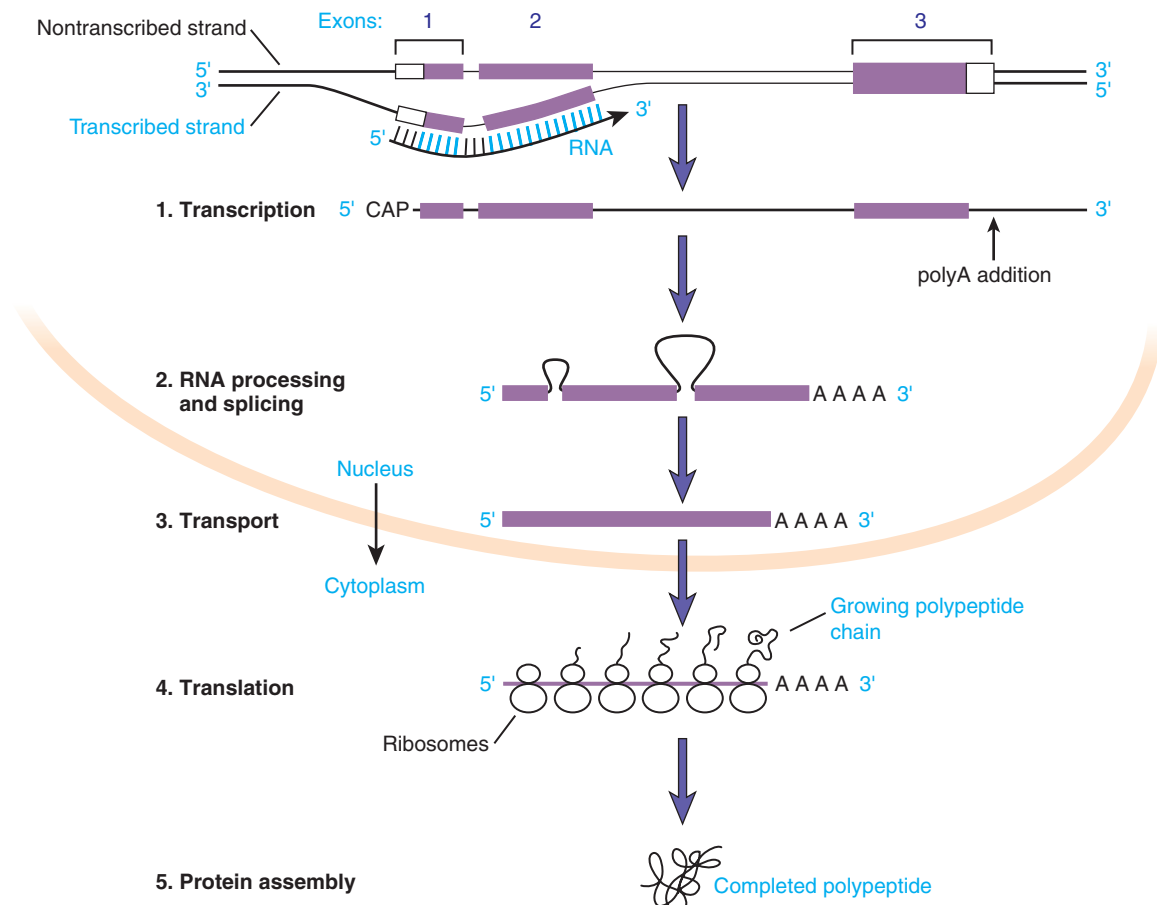 Exons: 1 2 3
Nontranscribed strand
5' 3'
3' 5'
Transcribed strand
5' 3'
RNA
1. Transcription 5' CAP 3'
polyA addition
2. RNA processing
and splicing
5' A A A A 3'
Nucleus
3. Transport 5' A A A A 3'
Cytoplasm
Growing polypeptide
chain
4. Translation 5' A A A A 3'
Ribosomes
5. Protein assembly Completed polypeptide